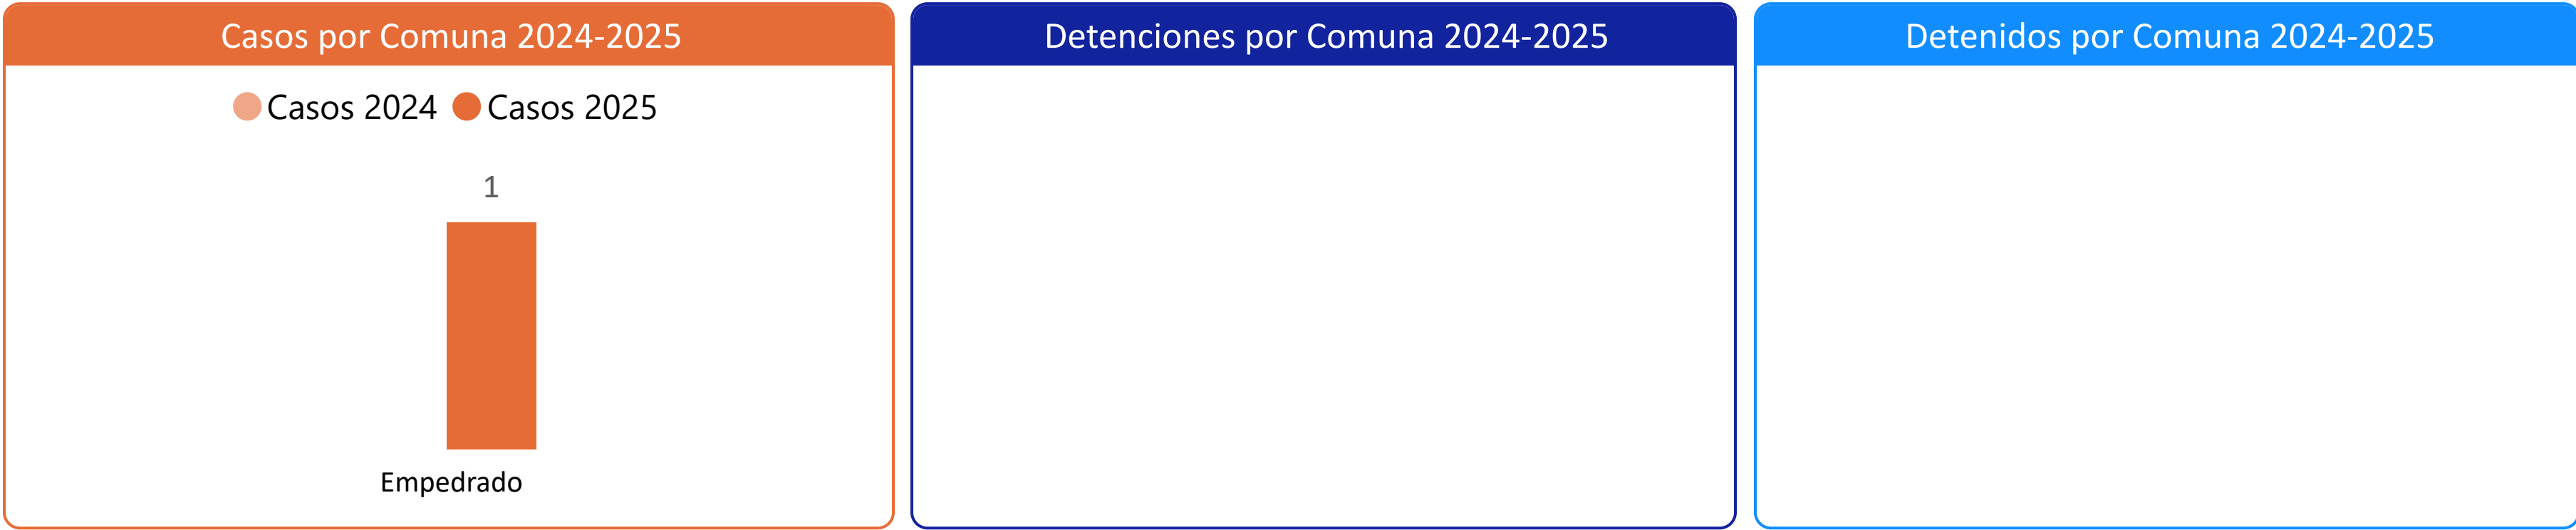 Casos por Comuna 2024-2025
Casos 2024 Casos 2025
1
Empedrado
Detenciones por Comuna 2024-2025
Detenidos por Comuna 2024-2025